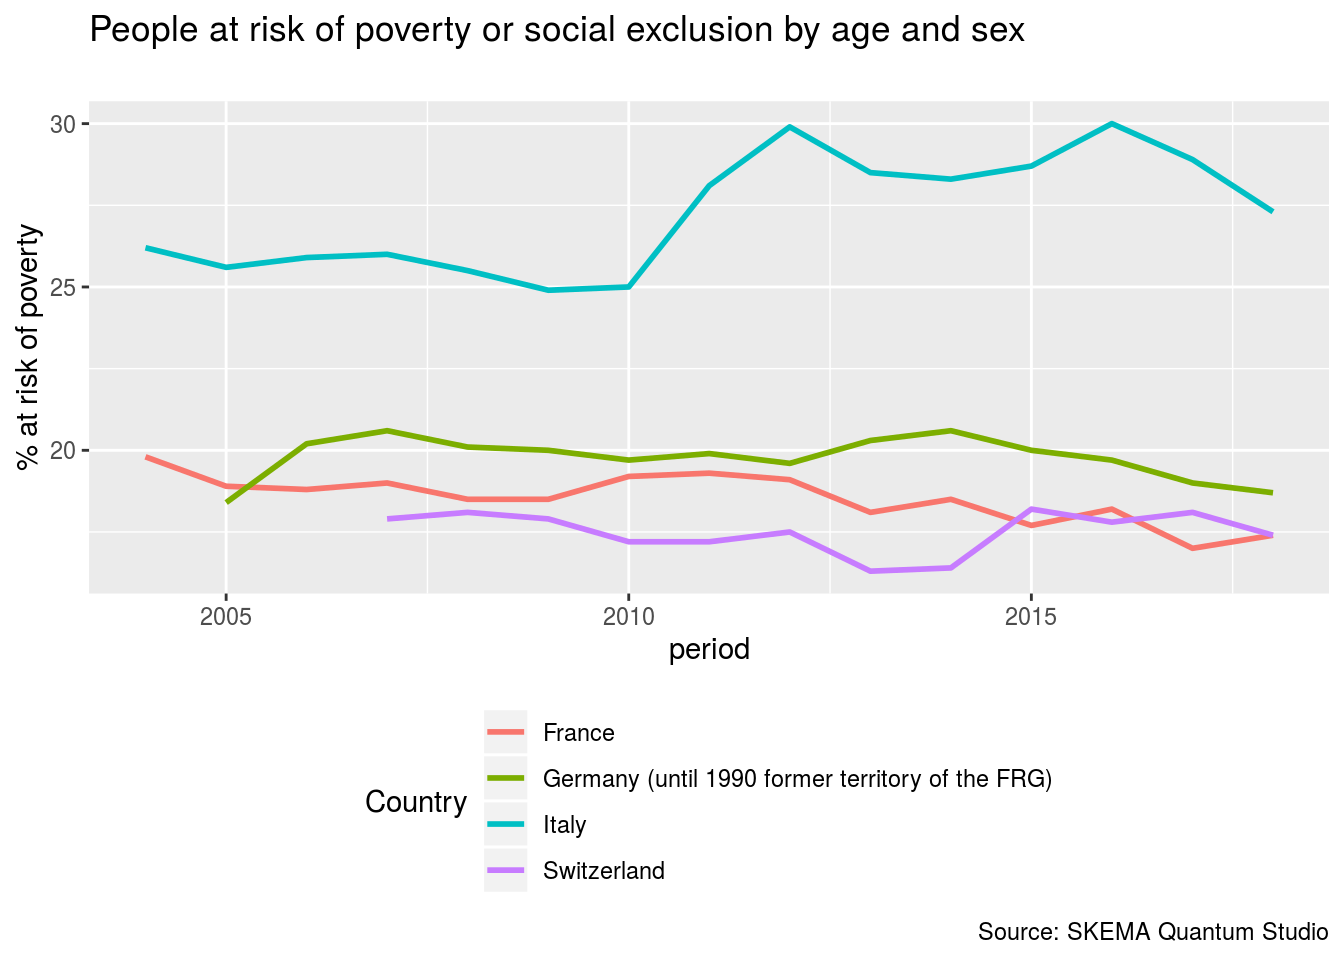 People at risk of poverty or social exclusion by age and sex
30
25
20
% at risk of poverty
2005 2010 2015
period
Country
France
Germany (until 1990 former territory of the FRG)
Italy
Switzerland
Source: SKEMA Quantum Studio